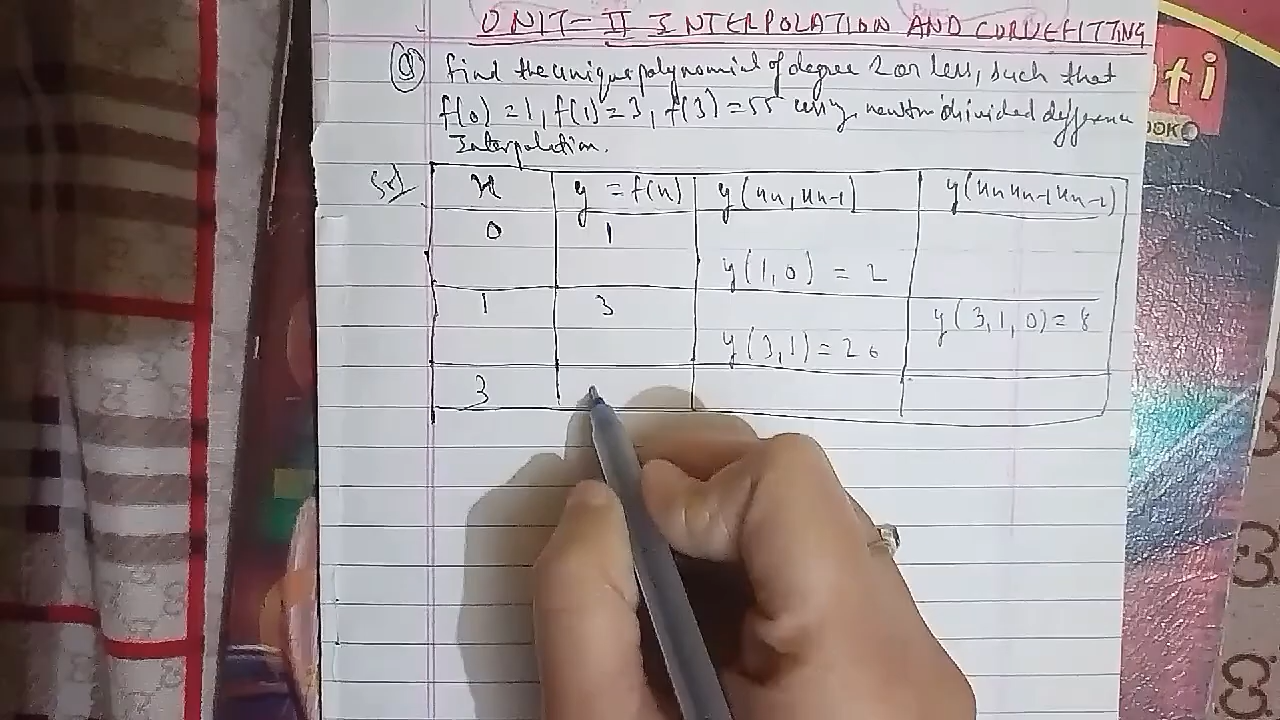 UNIT-II INTERPOLATION AND CURVEFITTING
Q) Find the unique polynomial of degree 2 or less, such that
f(0) = 1, f(1) = 3, f(3) = 55 using newton divided difference
Interpolation.
Sol
x y = f(x) y(xn, xn-1) y(xn xn-1 xn-2)
0 1
y(1,0) = 2
1 3 y(3,1,0) = 8
y(3,1) = 26
3
ti
OOK